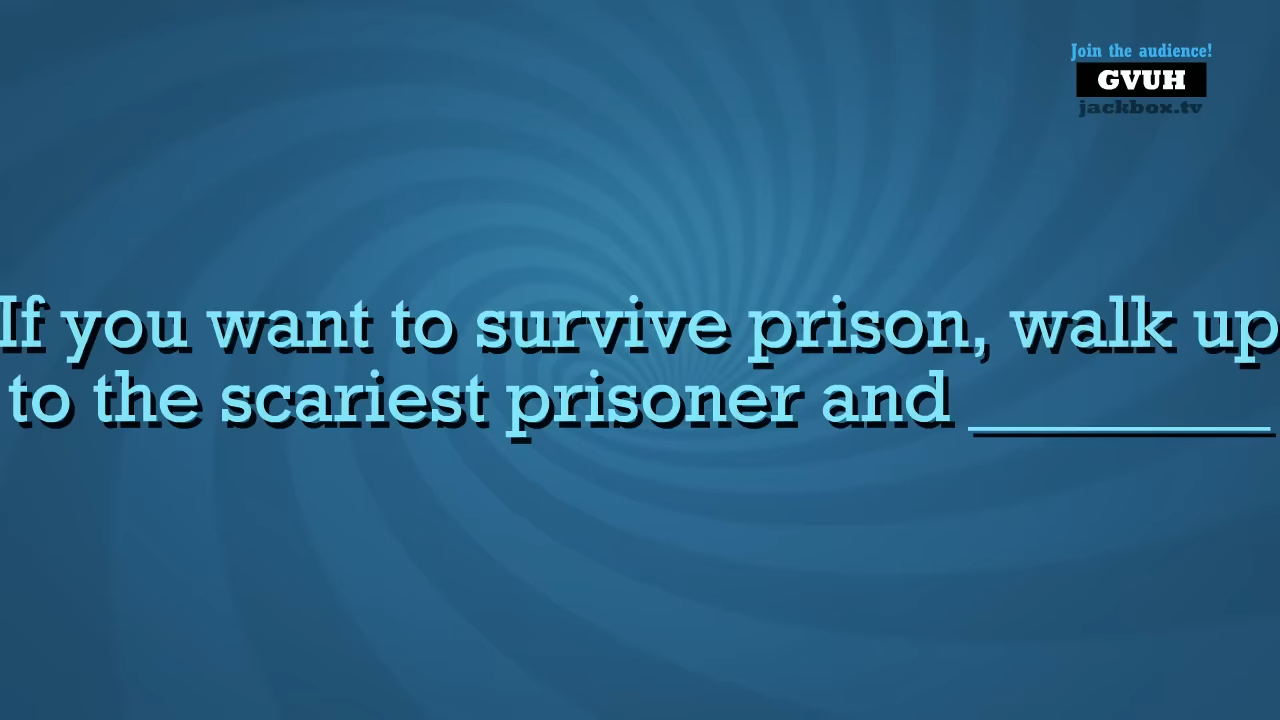 Join the audience!
GVUH
jackbox.tv
If you want to survive prison, walk up
to the scariest prisoner and __________